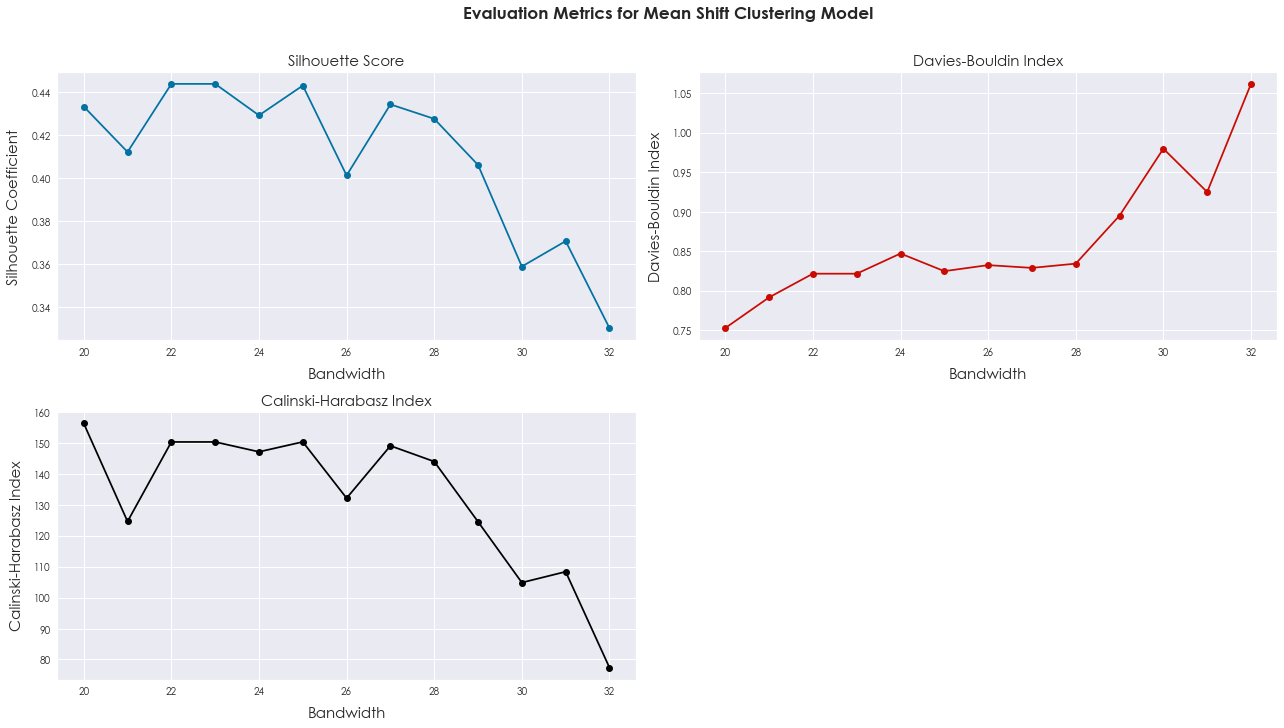 Evaluation Metrics for Mean Shift Clustering Model
Silhouette Score
Silhouette Coefficient
0.44
0.42
0.40
0.38
0.36
0.34
20 22 24 26 28 30 32
Bandwidth
Davies-Bouldin Index
Davies-Bouldin Index
1.05
1.00
0.95
0.90
0.85
0.80
0.75
20 22 24 26 28 30 32
Bandwidth
Calinski-Harabasz Index
Calinski-Harabasz Index
160
150
140
130
120
110
100
90
80
20 22 24 26 28 30 32
Bandwidth